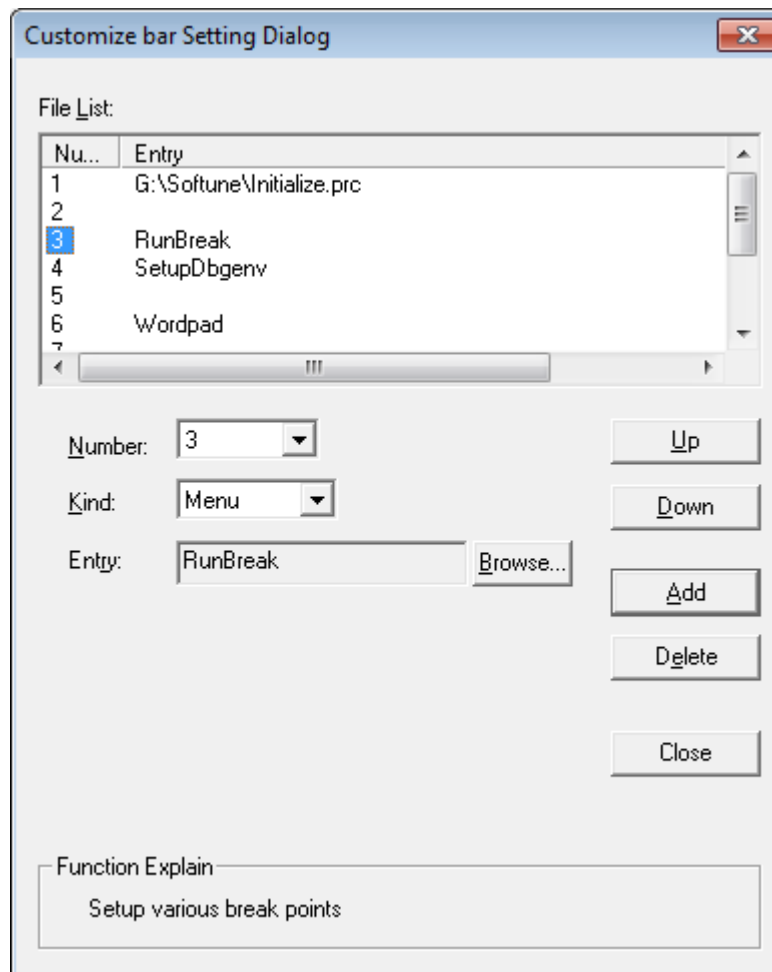 Customize bar Setting Dialog
File List:
Nu... Entry
1 G:\Softune\Initialize.prc
2
3 RunBreak
4 SetupDbgenv
5
6 Wordpad
7
Number: 3 Up
Kind: Menu Down
Entry: RunBreak Browse...
Add
Delete
Close
Function Explain
Setup various break points